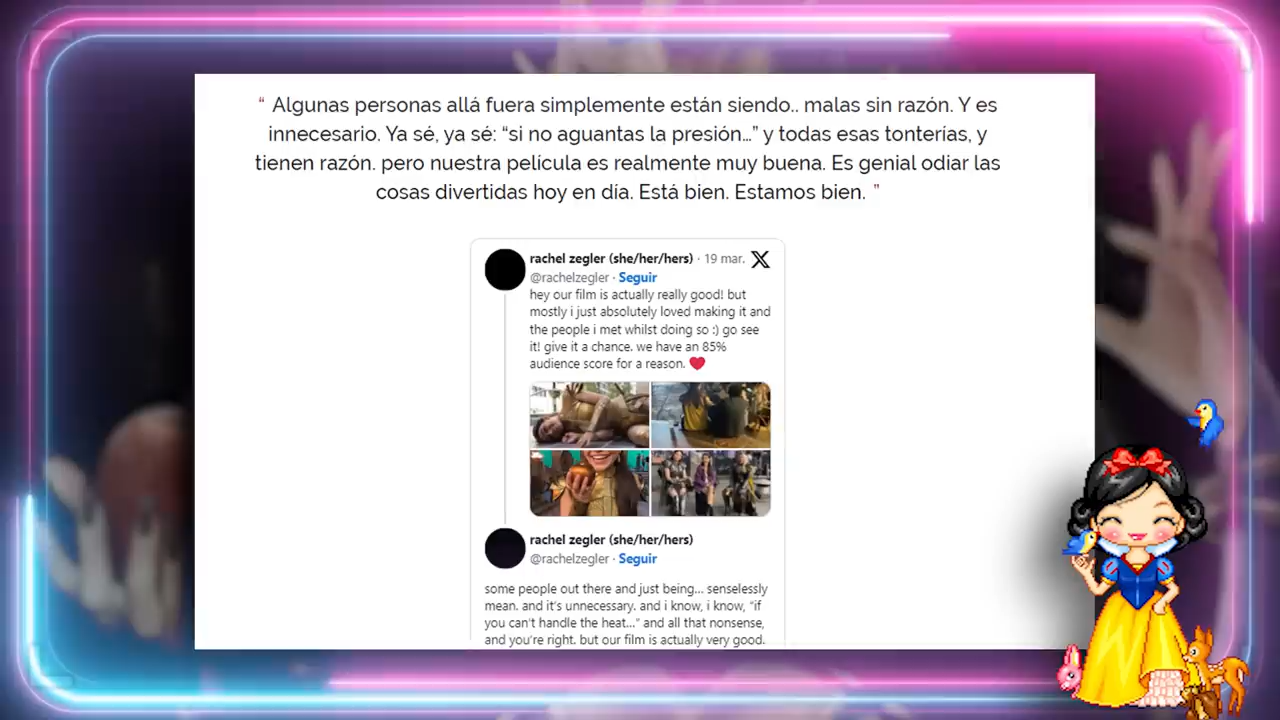 “ Algunas personas allá fuera simplemente están siendo.. malas sin razón. Y es
innecesario. Ya sé, ya sé: “si no aguantas la presión…” y todas esas tonterías, y
tienen razón. pero nuestra película es realmente muy buena. Es genial odiar las
cosas divertidas hoy en día. Está bien. Estamos bien. ”
rachel zegler (she/her/hers) · 19 mar.
@rachelzegler · Seguir
hey our film is actually really good! but
mostly i just absolutely loved making it and
the people i met whilst doing so :) go see
it! give it a chance. we have an 85%
audience score for a reason. ❤️
rachel zegler (she/her/hers)
@rachelzegler · Seguir
some people out there and just being... senselessly
mean. and it’s unnecessary. and i know, i know, “if
you can't handle the heat...” and all that nonsense,
and you’re right. but our film is actually very good.